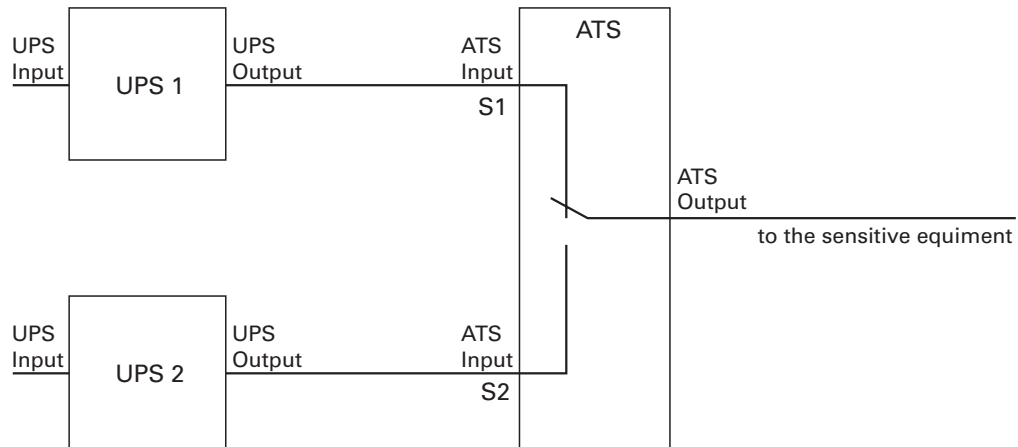 ATS
UPS
Input
UPS 1
UPS
Output
ATS
Input
S1
ATS
Output
to the sensitive equiment
UPS
Input
UPS 2
UPS
Output
ATS
Input
S2